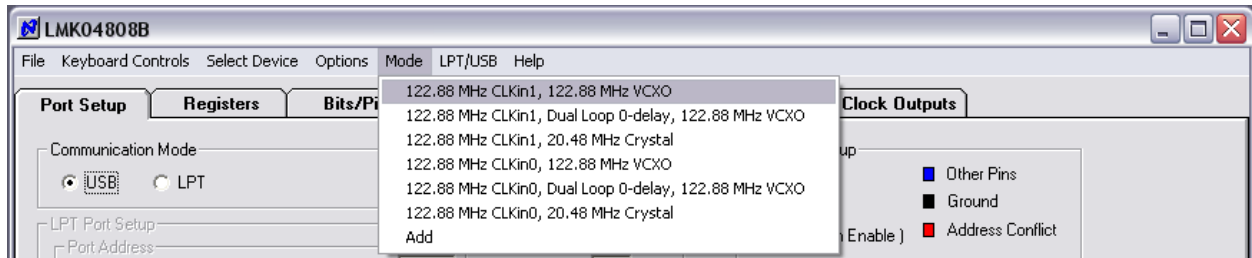 LMK04808B
File Keyboard Controls Select Device Options Mode LPT/USB Help
Port Setup Registers Clock Outputs
122.88 MHz CLKin1, 122.88 MHz VCXO
122.88 MHz CLKin1, Dual Loop 0-delay, 122.88 MHz VCXO
122.88 MHz CLKin1, 20.48 MHz Crystal
122.88 MHz CLKin0, 122.88 MHz VCXO
122.88 MHz CLKin0, Dual Loop 0-delay, 122.88 MHz VCXO
122.88 MHz CLKin0, 20.48 MHz Crystal
Add
Communication Mode
USB LPT
LPT Port Setup
Port Address
Other Pins
Ground
Enable ) Address Conflict